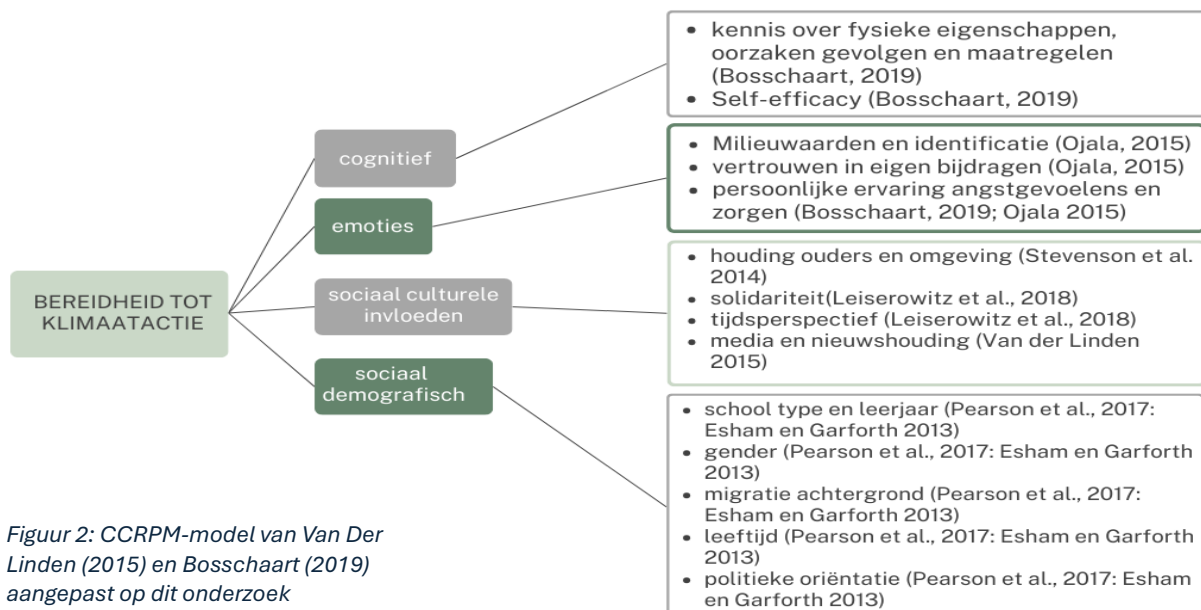 BEREIDHEID TOT
KLIMAATACTIE
cognitief
emoties
sociaal culturele
invloeden
sociaal
demografisch
• kennis over fysieke eigenschappen,
oorzaken gevolgen en maatregelen
(Bosschaart, 2019)
• Self-efficacy (Bosschaart, 2019)
• Milieuwaarden en identificatie (Ojala, 2015)
• vertrouwen in eigen bijdragen (Ojala, 2015)
• persoonlijke ervaring angstgevoelens en
zorgen (Bosschaart, 2019; Ojala 2015)
• houding ouders en omgeving (Stevenson et al.
2014)
• solidariteit(Leiserowitz et al., 2018)
• tijdsperspectief (Leiserowitz et al., 2018)
• media en nieuwshouding (Van der Linden
2015)
• school type en leerjaar (Pearson et al., 2017:
Esham en Garforth 2013)
• gender (Pearson et al., 2017: Esham en Garforth
2013)
• migratie achtergrond (Pearson et al., 2017:
Esham en Garforth 2013)
• leeftijd (Pearson et al., 2017: Esham en Garforth
2013)
• politieke oriëntatie (Pearson et al., 2017: Esham
en Garforth 2013)
Figuur 2: CCRPM-model van Van Der
Linden (2015) en Bosschaart (2019)
aangepast op dit onderzoek